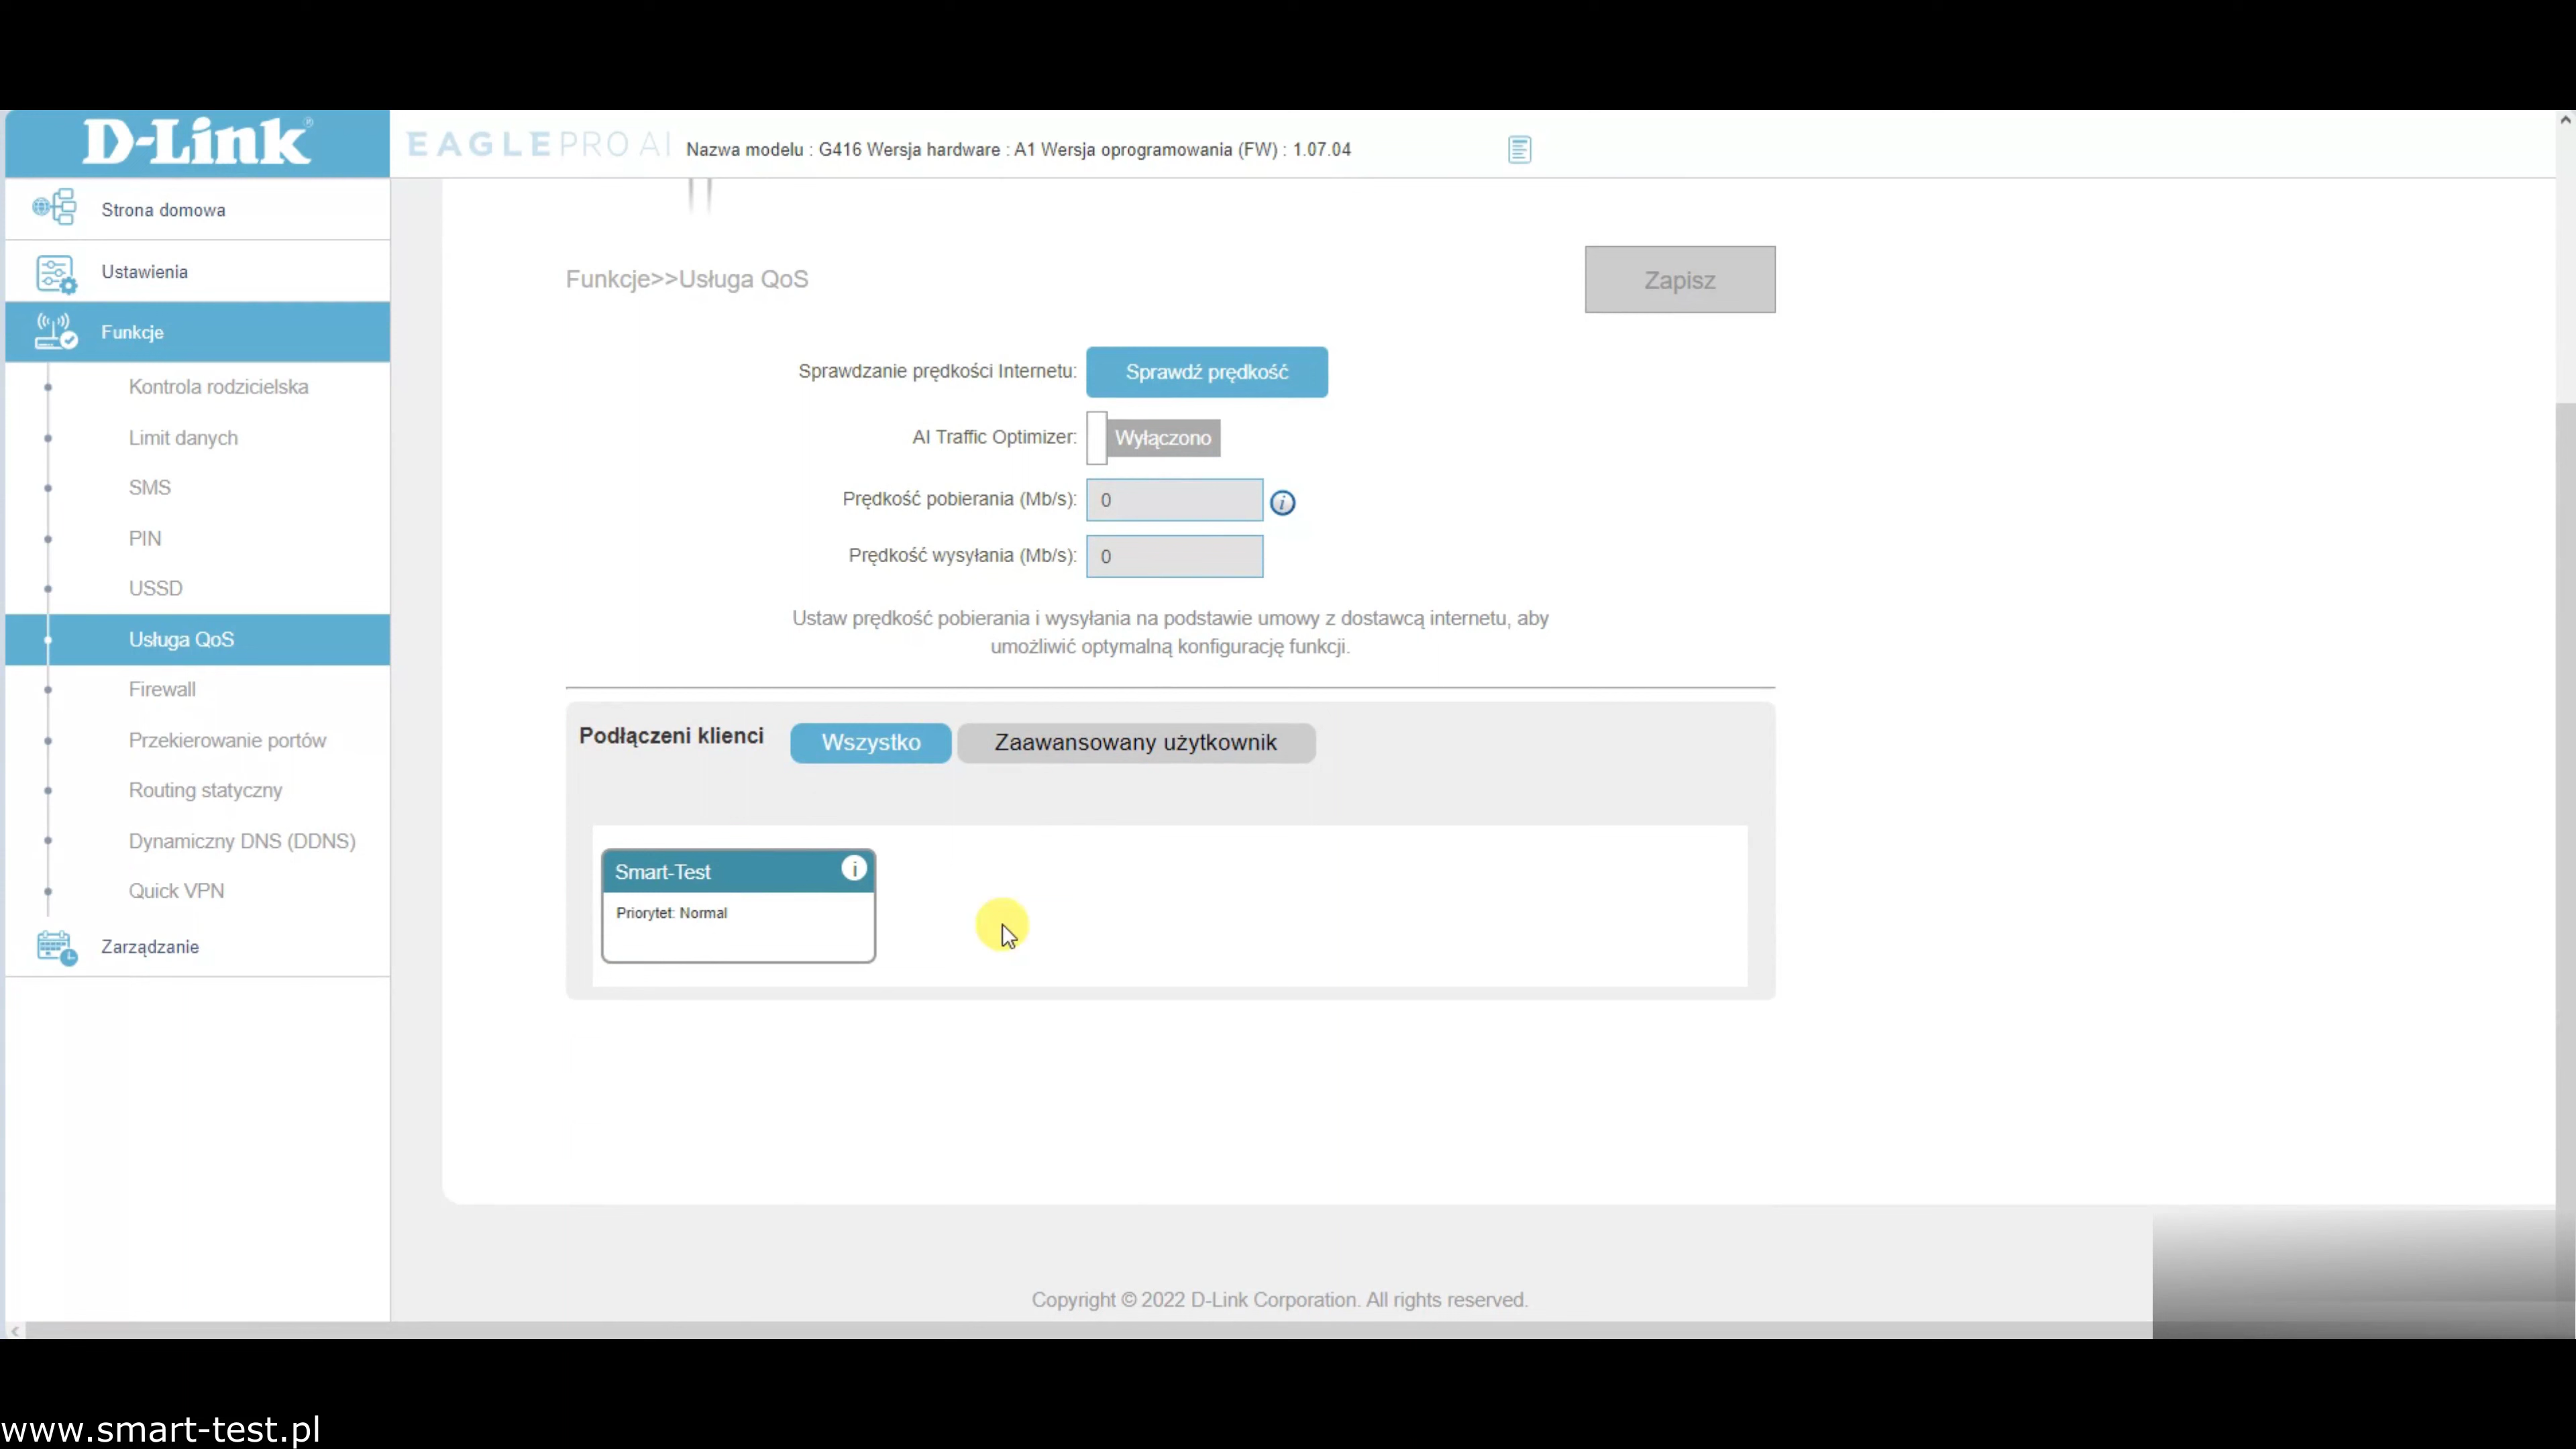 D-Link®
EAGLE PRO AI
Nazwa modelu : G416 Wersja hardware : A1 Wersja oprogramowania (FW) : 1.07.04
Strona domowa
Ustawienia
Funkcje
Kontrola rodzicielska
Limit danych
SMS
PIN
USSD
Usługa QoS
Firewall
Przekierowanie portów
Routing statyczny
Dynamiczny DNS (DDNS)
Quick VPN
Zarządzanie
Funkcje>>Usługa QoS
Zapisz
Sprawdzanie prędkości Internetu: Sprawdź prędkość
AI Traffic Optimizer: Wyłączono
Prędkość pobierania (Mb/s): 0
Prędkość wysyłania (Mb/s): 0
Ustaw prędkość pobierania i wysyłania na podstawie umowy z dostawcą internetu, aby
umożliwić optymalną konfigurację funkcji.
Podłączeni klienci Wszystko Zaawansowany użytkownik
Smart-Test
Priorytet: Normal
Copyright © 2022 D-Link Corporation. All rights reserved.
www.smart-test.pl